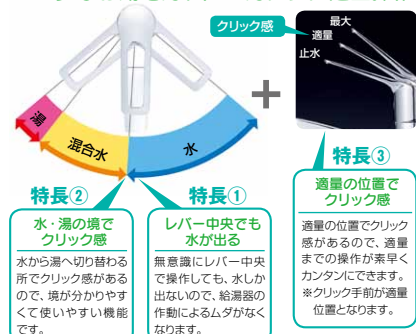 クリック感
最大
適量
止水
湯
混合水
水
特長②
水・湯の境で
クリック感
水から湯へ切り替わる
所でクリック感がある
ので、境が分かりやす
くて使いやすい機能
です。
特長①
レバー中央でも
水が出る
無意識にレバー中央
で操作しても、水しか
出ないので、給湯器の
作動によるムダがなく
なります。
特長③
適量の位置で
クリック感
適量の位置でクリック
感があるので、適量
までの操作が素早く
カンタンにできます。
※クリック手前が適量
位置となります。